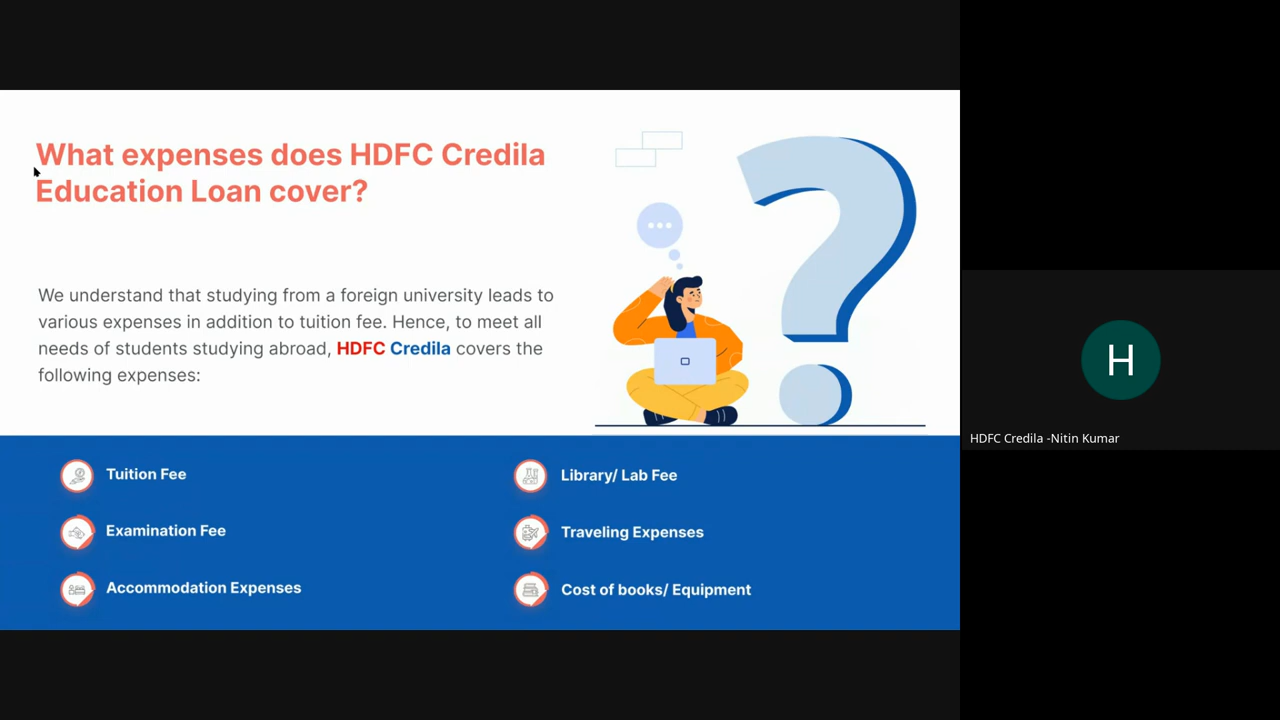 What expenses does HDFC Credila
Education Loan cover?
We understand that studying from a foreign university leads to
various expenses in addition to tuition fee. Hence, to meet all
needs of students studying abroad, HDFC Credila covers the
following expenses:
Tuition Fee
Library/ Lab Fee
Examination Fee
Traveling Expenses
Accommodation Expenses
Cost of books/ Equipment
H
HDFC Credila -Nitin Kumar